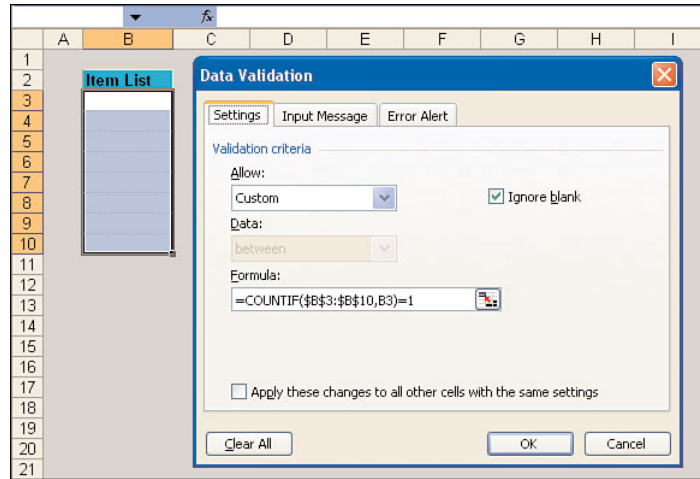 fx
A B C D E F G H I
1
2 Item List
3
4
5
6
7
8
9
10
11
12
13
14
15
16
17
18
19
20
21
Data Validation
Settings Input Message Error Alert
Validation criteria
Allow:
Custom Ignore blank
Data:
between
Formula:
=COUNTIF($B$3:$B$10,B3)=1
Apply these changes to all other cells with the same settings
Clear All OK Cancel